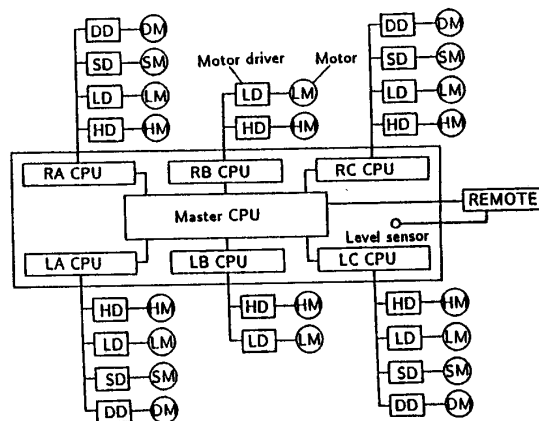 DD DM DD DM
SD SM Motor driver Motor SD SM
LD LM LD LM LD LM
HD HM HD HM HD HM
RA CPU RB CPU RC CPU
Master CPU REMOTE
Level sensor
LA CPU LB CPU LC CPU
HD HM HD HM HD HM
LD LM LD LM LD LM
SD SM SD SM
DD DM DD DM